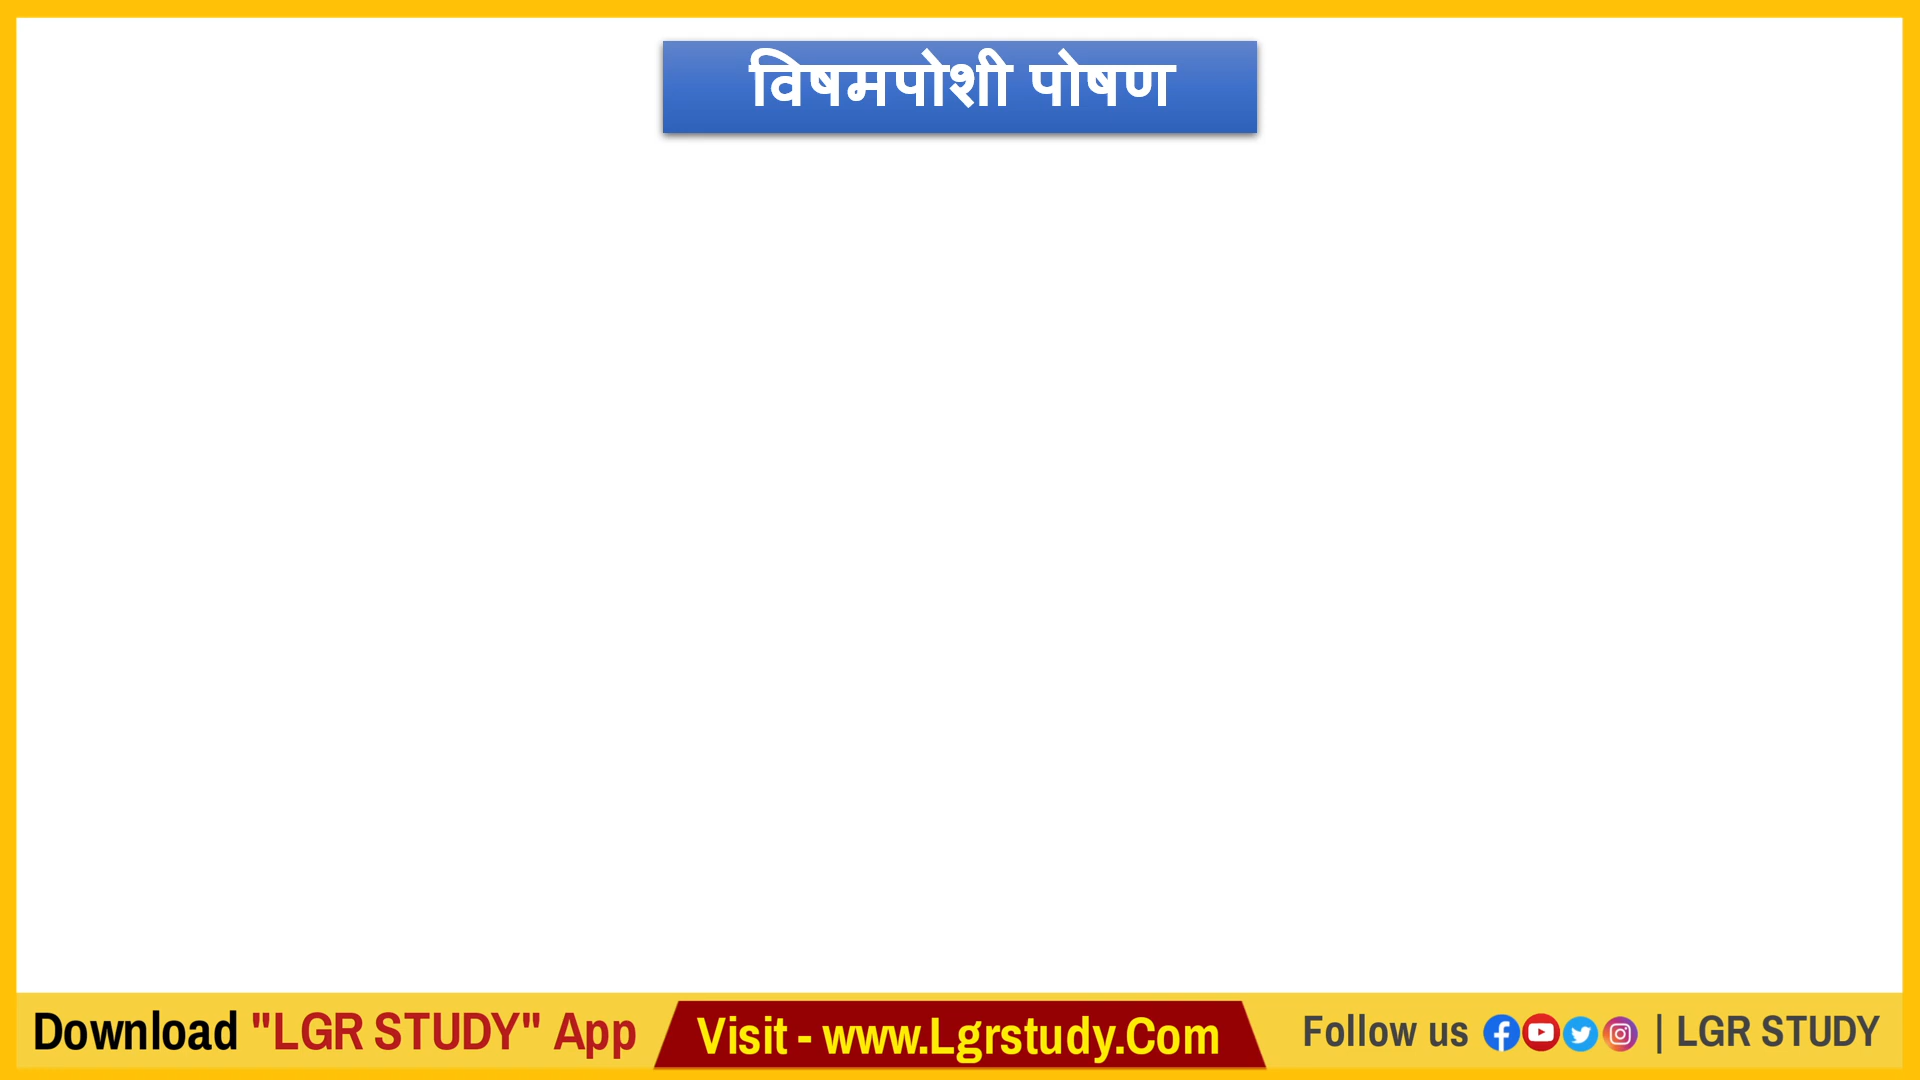 विषमपोशी पोषण
Download "LGR STUDY" App
Visit - www.Lgrstudy.Com
Follow us | LGR STUDY